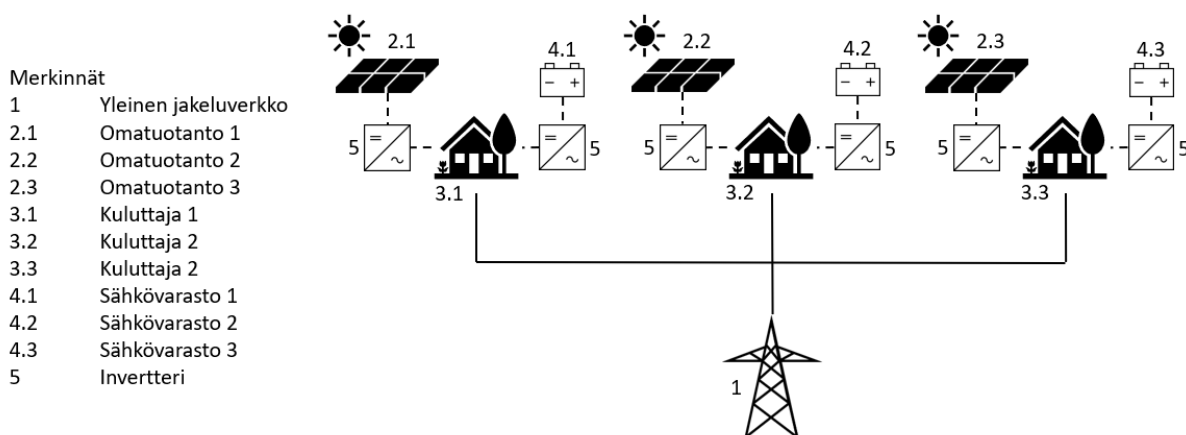 Merkinnät
1 Yleinen jakeluverkko
2.1 Omatuotanto 1
2.2 Omatuotanto 2
2.3 Omatuotanto 3
3.1 Kuluttaja 1
3.2 Kuluttaja 2
3.3 Kuluttaja 2
4.1 Sähkövarasto 1
4.2 Sähkövarasto 2
4.3 Sähkövarasto 3
5 Invertteri
2.1 4.1 2.2 4.2 2.3 4.3
− + − + − +
5 = ~ = ~ 5 5 = ~ = ~ 5 5 = ~ = ~ 5
3.1 3.2 3.3
1